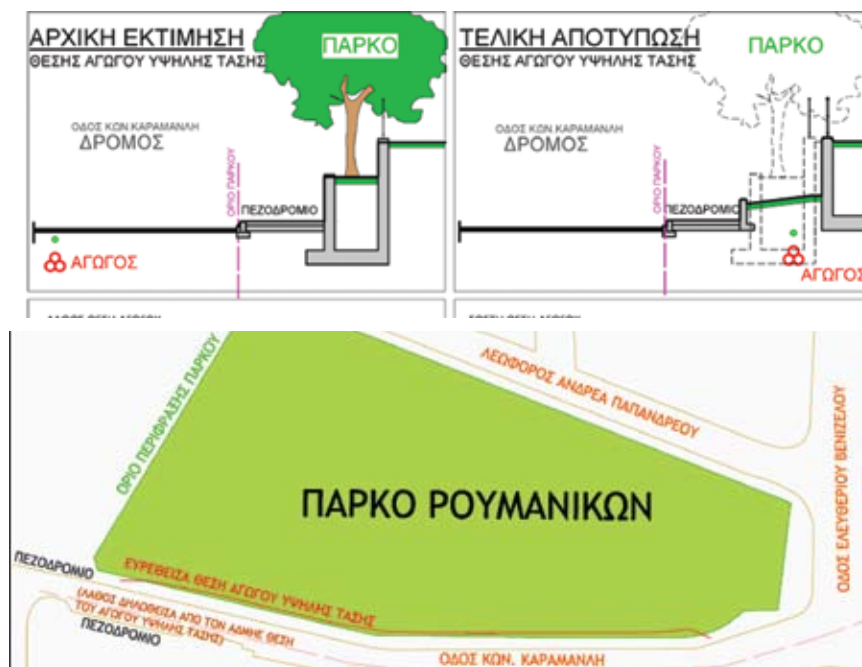 ΑΡΧΙΚΗ ΕΚΤΙΜΗΣΗ
ΘΕΣΗΣ ΑΓΩΓΟΥ ΥΨΗΛΗΣ ΤΑΣΗΣ
ΠΑΡΚΟ
ΟΔΟΣ ΚΩΝ.ΚΑΡΑΜΑΝΛΗ
ΔΡΟΜΟΣ
ΟΡΙΟ ΠΑΡΚΟΥ
ΠΕΖΟΔΡΟΜΙΟ
ΑΓΩΓΟΣ
ΤΕΛΙΚΗ ΑΠΟΤΥΠΩΣΗ
ΘΕΣΗΣ ΑΓΩΓΟΥ ΥΨΗΛΗΣ ΤΑΣΗΣ
ΠΑΡΚΟ
ΟΔΟΣ ΚΩΝ.ΚΑΡΑΜΑΝΛΗ
ΔΡΟΜΟΣ
ΟΡΙΟ ΠΑΡΚΟΥ
ΠΕΖΟΔΡΟΜΙΟ
ΑΓΩΓΟΣ
ΟΡΙΟ ΠΕΡΙΦΡΑΞΗΣ ΠΑΡΚΟΥ
ΛΕΩΦΟΡΟΣ ΑΝΔΡΕΑ ΠΑΠΑΝΔΡΕΟΥ
ΟΔΟΣ ΕΛΕΥΘΕΡΙΟΥ ΒΕΝΙΖΕΛΟΥ
ΠΑΡΚΟ ΡΟΥΜΑΝΙΚΩΝ
ΠΕΖΟΔΡΟΜΙΟ
ΕΥΡΕΘΕΙΣΑ ΘΕΣΗ ΑΓΩΓΟΥ ΥΨΗΛΗΣ ΤΑΣΗΣ
(ΛΑΘΟΣ ΔΗΛΩΘΕΙΣΑ ΑΠΟ ΤΟΝ ΑΔΜΗΕ ΘΕΣΗ
ΤΟΥ ΑΓΩΓΟΥ ΥΨΗΛΗΣ ΤΑΣΗΣ)
ΠΕΖΟΔΡΟΜΙΟ
ΟΔΟΣ ΚΩΝ. ΚΑΡΑΜΑΝΛΗ